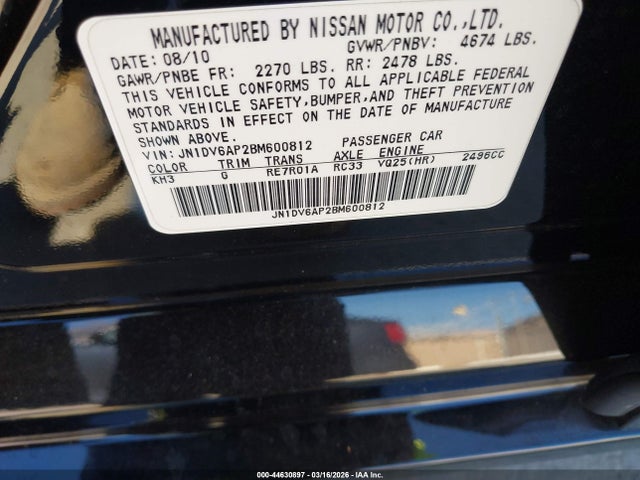 MANUFACTURED BY NISSAN MOTOR CO.,LTD.
DATE: 08/10 GVWR/PNBV: 4674 LBS.
GAWR/PNBE FR: 2270 LBS. RR: 2478 LBS.
THIS VEHICLE CONFORMS TO ALL APPLICABLE FEDERAL
MOTOR VEHICLE SAFETY,BUMPER,AND THEFT PREVENTION
STANDARDS IN EFFECT ON THE DATE OF MANUFACTURE
SHOWN ABOVE.
VIN: JN1DV6AP2BM600812 PASSENGER CAR
COLOR TRIM TRANS AXLE ENGINE
KH3 G RE7R01A RC33 VQ25(HR) 2496CC
JN1DV6AP2BM600812
000-44630897 - 03/16/2026 - IAAI.com